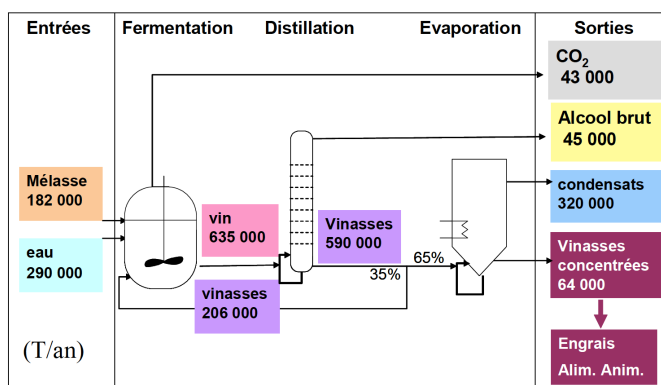 Entrées
Fermentation
Distillation
Evaporation
Sorties
CO2
43 000
Alcool brut
45 000
Mélasse
182 000
condensats
320 000
vin
635 000
Vinasses
590 000
eau
290 000
65%
35%
Vinasses
concentrées
64 000
vinasses
206 000
(T/an)
Engrais
Alim. Anim.